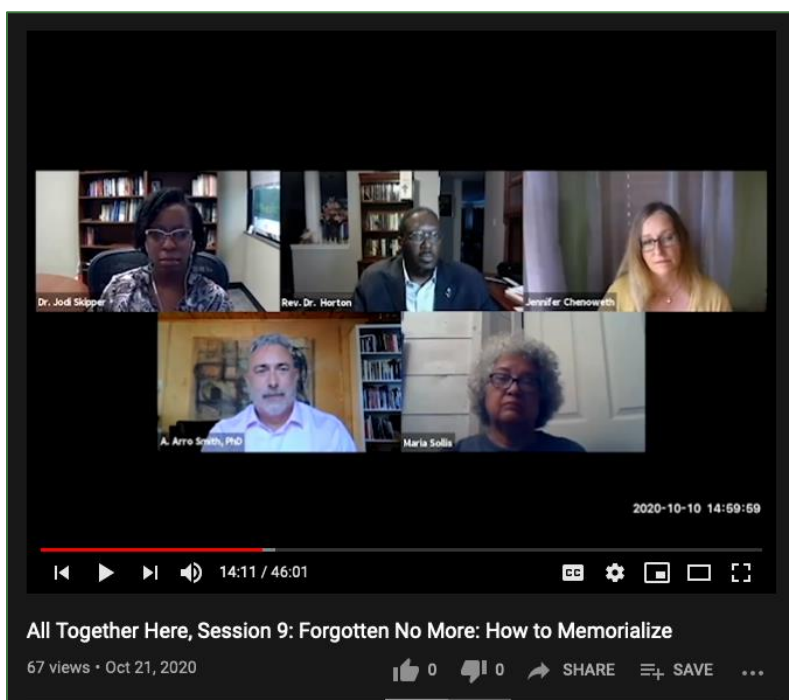 Dr. Jodi Skipper
Rev. Dr. Horton
Jennifer Chenoweth
A. Arro Smith, PhD
Maria Sollis
2020-10-10 14:59:59
14:11 / 46:01
CC
All Together Here, Session 9: Forgotten No More: How to Memorialize
67 views • Oct 21, 2020
0
0
SHARE
SAVE